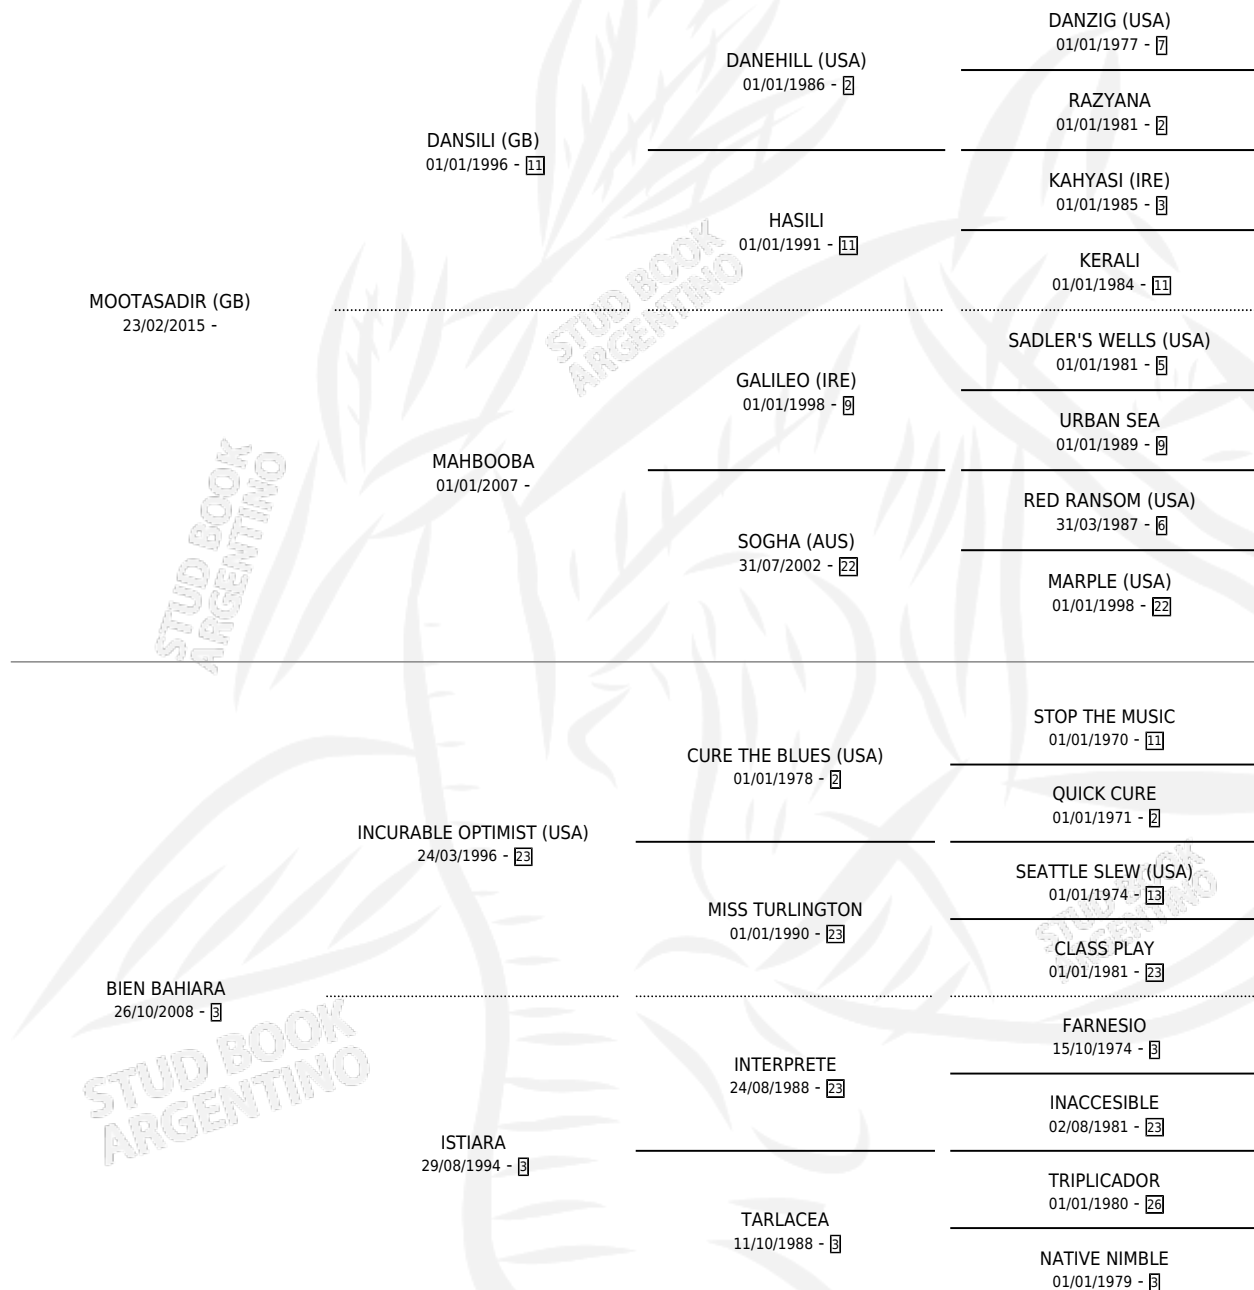 MOOTASADIR (GB)
23/02/2015 -
DANSILI (GB)
01/01/1996 - 11
MAHBOOBA
01/01/2007 -
DANEHILL (USA)
01/01/1986 - 2
HASILI
01/01/1991 - 11
GALILEO (IRE)
01/01/1998 - 9
SOGHA (AUS)
31/07/2002 - 22
DANZIG (USA)
01/01/1977 - 7
RAZYANA
01/01/1981 - 2
KAHYASI (IRE)
01/01/1985 - 3
KERALI
01/01/1984 - 11
SADLER'S WELLS (USA)
01/01/1981 - 5
URBAN SEA
01/01/1989 - 9
RED RANSOM (USA)
31/03/1987 - 6
MARPLE (USA)
01/01/1998 - 22
STUD BOOK
ARGENTINO
STUD BOOK
ARGENTINO
BIEN BAHIARA
26/10/2008 - 3
INCURABLE OPTIMIST (USA)
24/03/1996 - 23
ISTIARA
29/08/1994 - 3
CURE THE BLUES (USA)
01/01/1978 - 2
MISS TURLINGTON
01/01/1990 - 23
INTERPRETE
24/08/1988 - 23
TARLACEA
11/10/1988 - 3
STOP THE MUSIC
01/01/1970 - 11
QUICK CURE
01/01/1971 - 2
SEATTLE SLEW (USA)
01/01/1974 - 13
CLASS PLAY
01/01/1981 - 23
FARNESIO
15/10/1974 - 3
INACCESIBLE
02/08/1981 - 23
TRIPLICADOR
01/01/1980 - 26
NATIVE NIMBLE
01/01/1979 - 3
STUD BOOK
ARGENTINO
STUD BOOK
ARGENTINO